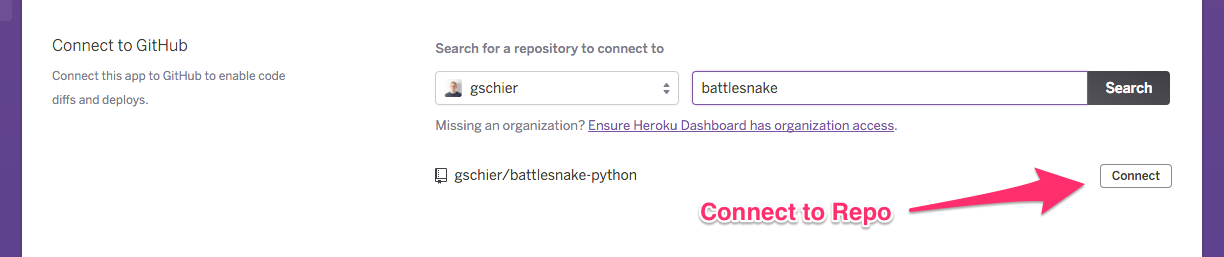 Connect to GitHub
Search for a repository to connect to
Connect this app to GitHub to enable code
diffs and deploys.
gschier
battlesnake
Search
Missing an organization? Ensure Heroku Dashboard has organization access.
gschier/battlesnake-python
Connect
Connect to Repo